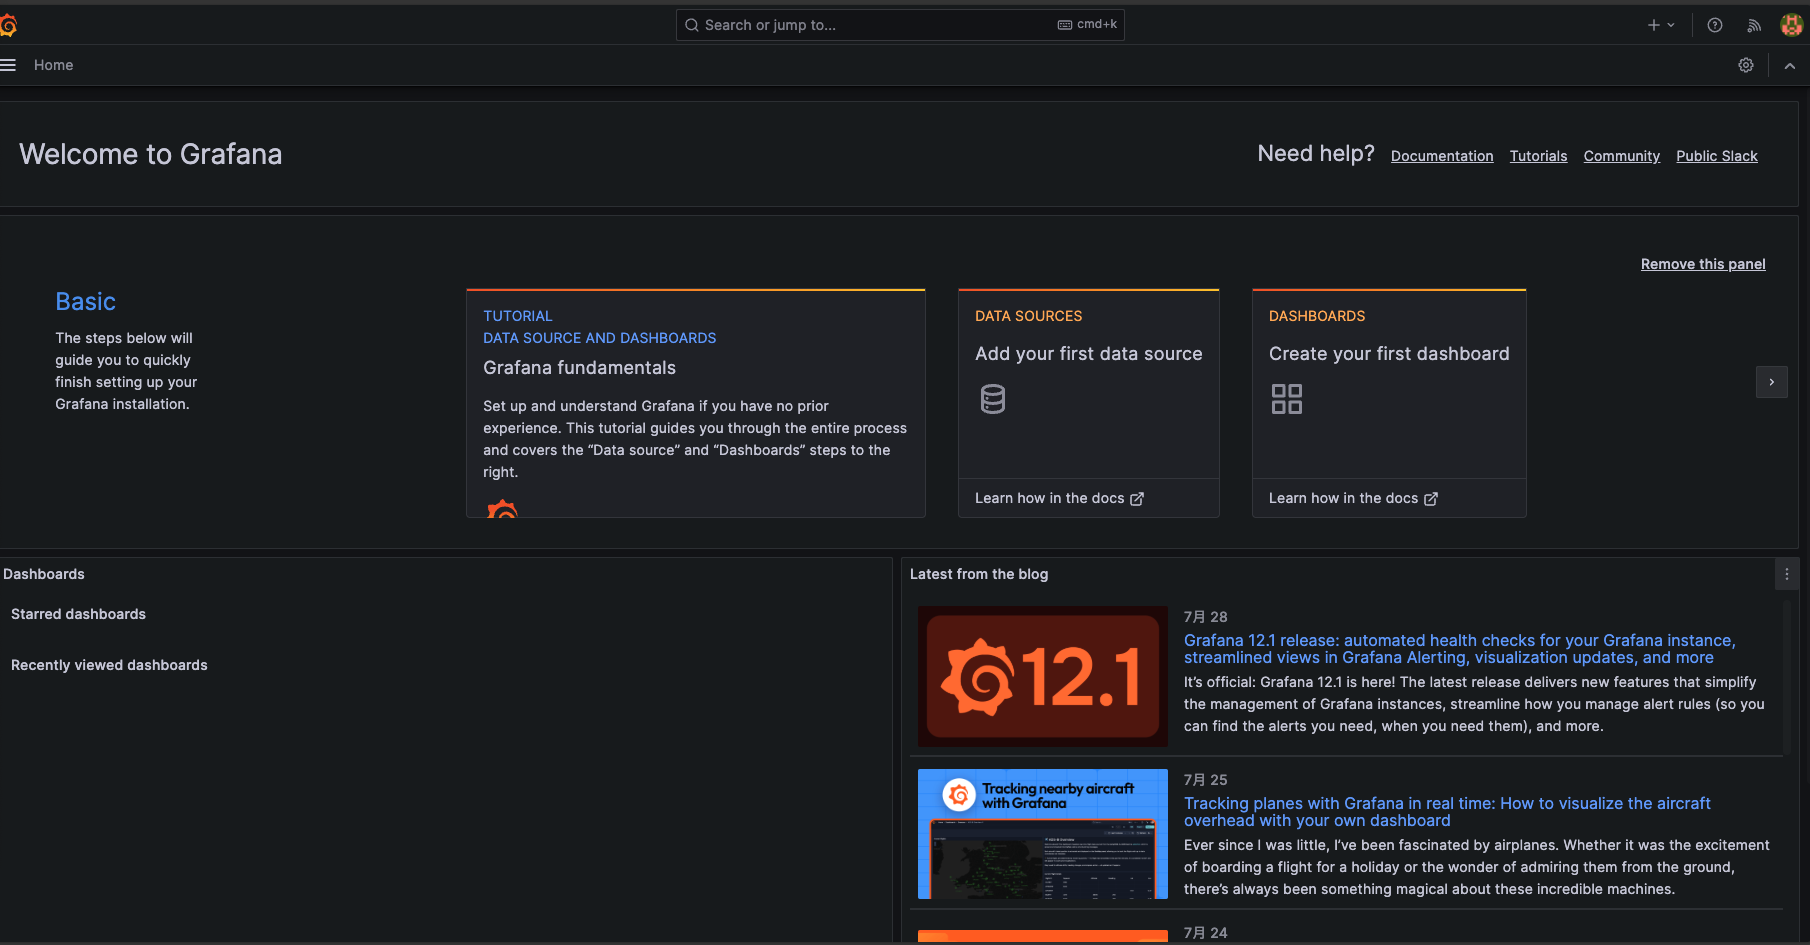 Search or jump to...
cmd+k
Home
Welcome to Grafana
Need help?
Documentation
Tutorials
Community
Public Slack
Remove this panel
Basic
The steps below will
guide you to quickly
finish setting up your
Grafana installation.
TUTORIAL
DATA SOURCE AND DASHBOARDS
Grafana fundamentals
Set up and understand Grafana if you have no prior
experience. This tutorial guides you through the entire process
and covers the “Data source” and “Dashboards” steps to the
right.
DATA SOURCES
Add your first data source
Learn how in the docs
DASHBOARDS
Create your first dashboard
Learn how in the docs
Dashboards
Starred dashboards
Recently viewed dashboards
Latest from the blog
12.1
7月 28
Grafana 12.1 release: automated health checks for your Grafana instance,
streamlined views in Grafana Alerting, visualization updates, and more
It’s official: Grafana 12.1 is here! The latest release delivers new features that simplify
the management of Grafana instances, streamline how you manage alert rules (so you
can find the alerts you need, when you need them), and more.
Tracking nearby aircraft
with Grafana
7月 25
Tracking planes with Grafana in real time: How to visualize the aircraft
overhead with your own dashboard
Ever since I was little, I’ve been fascinated by airplanes. Whether it was the excitement
of boarding a flight for a holiday or the wonder of admiring them from the ground,
there’s always been something magical about these incredible machines.
7月 24